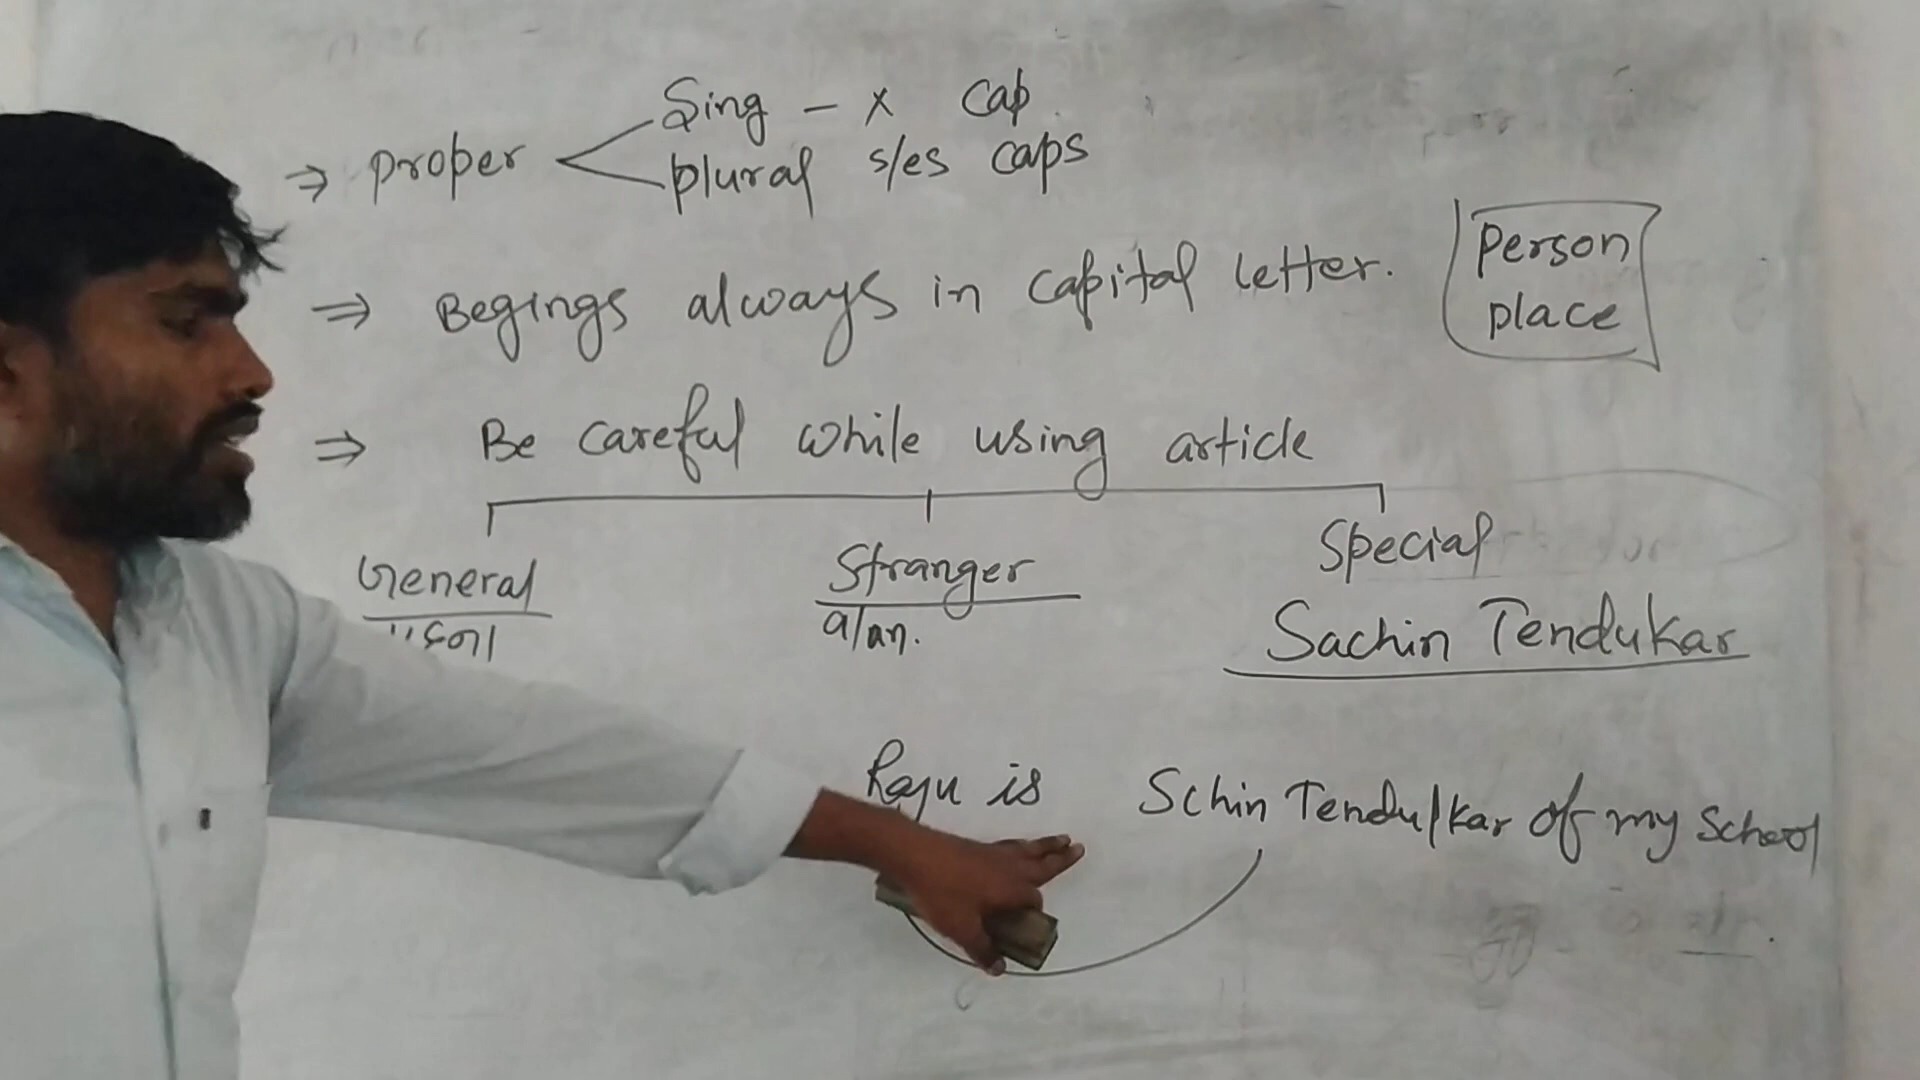 ⇒ proper Sing - x Cap
plural s/es caps
⇒ Begings always in capital letter.
person
place
⇒ Be careful while using article
General
Stranger
a/an.
Special
Sachin Tendukar
Raju is Schin Tendulkar of my School